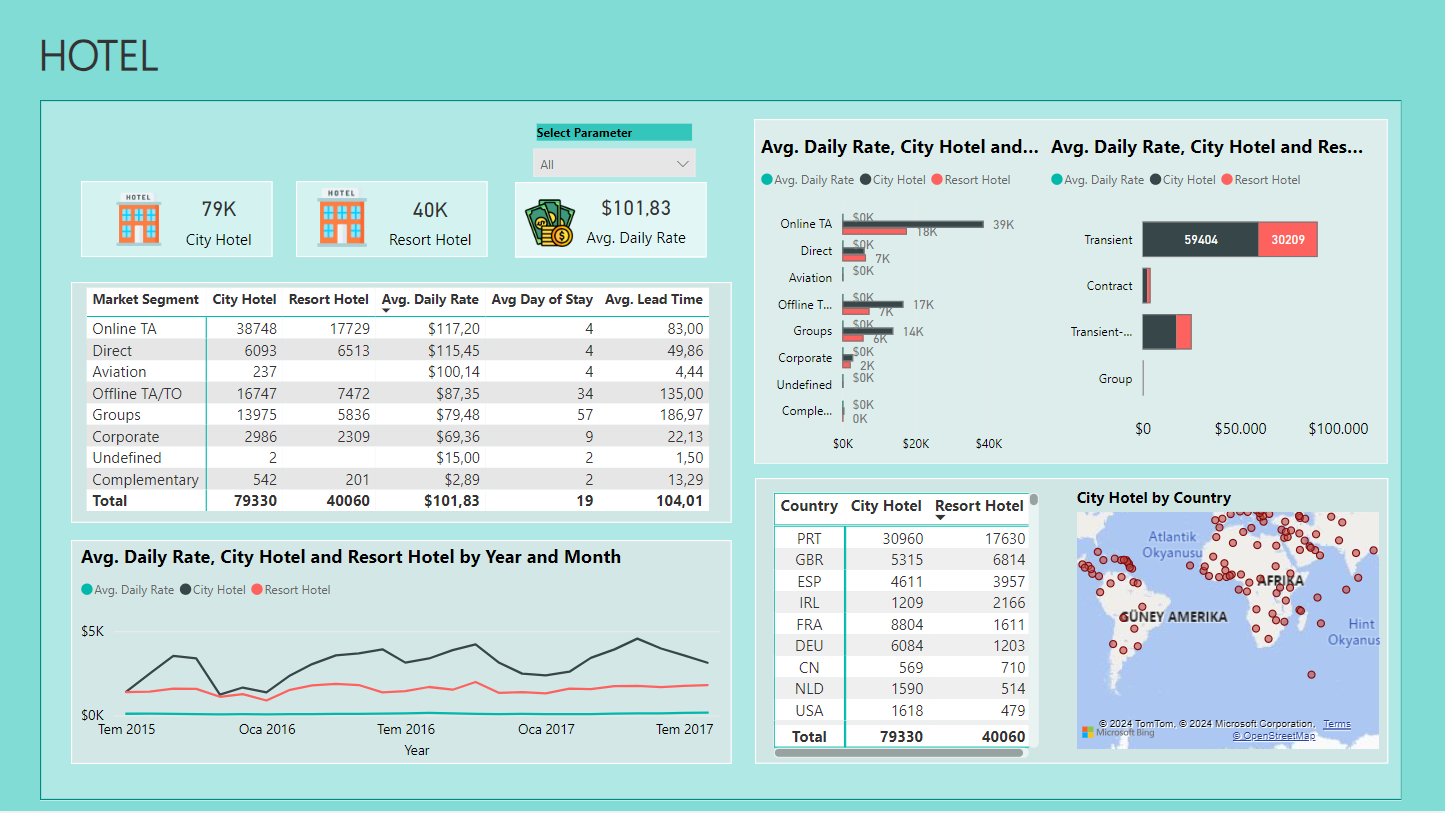 HOTEL
Select Parameter
All
HOTEL
79K
City Hotel
HOTEL
40K
Resort Hotel
$101,83
Avg. Daily Rate
Market Segment City Hotel Resort Hotel Avg. Daily Rate Avg Day of Stay Avg. Lead Time
Online TA 38748 17729 $117,20 4 83,00
Direct 6093 6513 $115,45 4 49,86
Aviation 237 $100,14 4 4,44
Offline TA/TO 16747 7472 $87,35 34 135,00
Groups 13975 5836 $79,48 57 186,97
Corporate 2986 2309 $69,36 9 22,13
Undefined 2 $15,00 2 1,50
Complementary 542 201 $2,89 2 13,29
Total 79330 40060 $101,83 19 104,01
Avg. Daily Rate, City Hotel and Resort Hotel by Year and Month
Avg. Daily Rate City Hotel Resort Hotel
$5K
$0K
Tem 2015 Oca 2016 Tem 2016 Oca 2017 Tem 2017
Year
Avg. Daily Rate, City Hotel and...
Avg. Daily Rate City Hotel Resort Hotel
Online TA $0K 39K 18K
Direct $0K 7K
Aviation $0K
Offline T... $0K 17K 7K
Groups $0K 14K 6K
Corporate $0K 2K
Undefined $0K
Comple... $0K 0K
$0K $20K $40K
Avg. Daily Rate, City Hotel and Res...
Avg. Daily Rate City Hotel Resort Hotel
Transient 59404 30209
Contract
Transient-...
Group
$0 $50.000 $100.000
Country City Hotel Resort Hotel
PRT 30960 17630
GBR 5315 6814
ESP 4611 3957
IRL 1209 2166
FRA 8804 1611
DEU 6084 1203
CN 569 710
NLD 1590 514
USA 1618 479
Total 79330 40060
City Hotel by Country
Atlantik
Okyanusu
AFRİKA
GÜNEY AMERIKA
Hint
Okyanus
© 2024 TomTom, © 2024 Microsoft Corporation, Terms
Microsoft Bing © OpenStreetMap